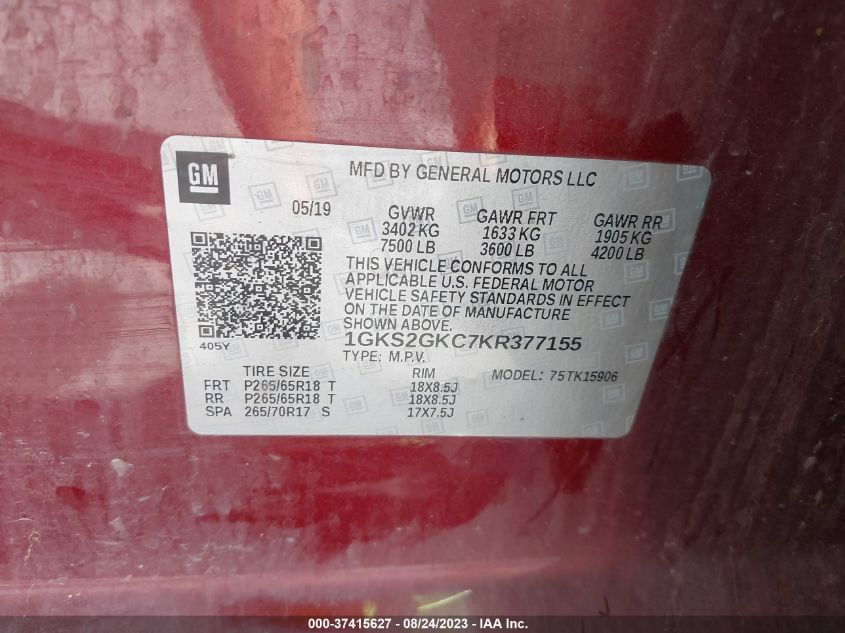 GM
MFD BY GENERAL MOTORS LLC
05/19 GVWR GAWR FRT GAWR RR
3402 KG 1633 KG 1905 KG
7500 LB 3600 LB 4200 LB
THIS VEHICLE CONFORMS TO ALL
APPLICABLE U.S. FEDERAL MOTOR
VEHICLE SAFETY STANDARDS IN EFFECT
ON THE DATE OF MANUFACTURE
SHOWN ABOVE.
405Y
1GKS2GKC7KR377155
TYPE: M.P.V.
TIRE SIZE RIM MODEL: 75TK15906
FRT P265/65R18 T 18X8.5J
RR P265/65R18 T 18X8.5J
SPA 265/70R17 S 17X7.5J
000-37415627 - 08/24/2023 - IAA Inc.